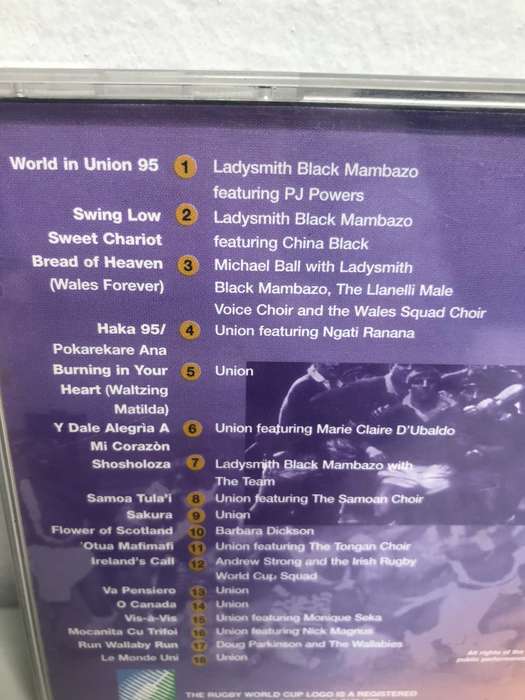 World in Union 95 1 Ladysmith Black Mambazo
featuring PJ Powers
Swing Low 2 Ladysmith Black Mambazo
Sweet Chariot featuring China Black
Bread of Heaven 3 Michael Ball with Ladysmith
(Wales Forever) Black Mambazo, The Llanelli Male
Voice Choir and the Wales Squad Choir
Haka 95/ 4 Union featuring Ngati Ranana
Pokarekare Ana
Burning in Your 5 Union
Heart (Waltzing
Matilda)
Y Dale Alegrìa A 6 Union featuring Marie Claire D'Ubaldo
Mi Corazòn
Shosholoza 7 Ladysmith Black Mambazo with
The Team
Samoa Tula'i 8 Union featuring The Samoan Choir
Sakura 9 Union
Flower of Scotland 10 Barbara Dickson
'Otua Mafimafi 11 Union featuring The Tongan Choir
Ireland's Call 12 Andrew Strong and the Irish Rugby
World Cup Squad
Va Pensiero 13 Union
O Canada 14 Union
Vis-à-Vis 15 Union featuring Monique Seka
Mocanita Cu Trifoi 16 Union featuring Nick Magnus
Run Wallaby Run 17 Doug Parkinson and The Wallabies
Le Monde Uni 18 Union
All rights of the
public performance
THE RUGBY WORLD CUP LOGO IS A REGISTERED